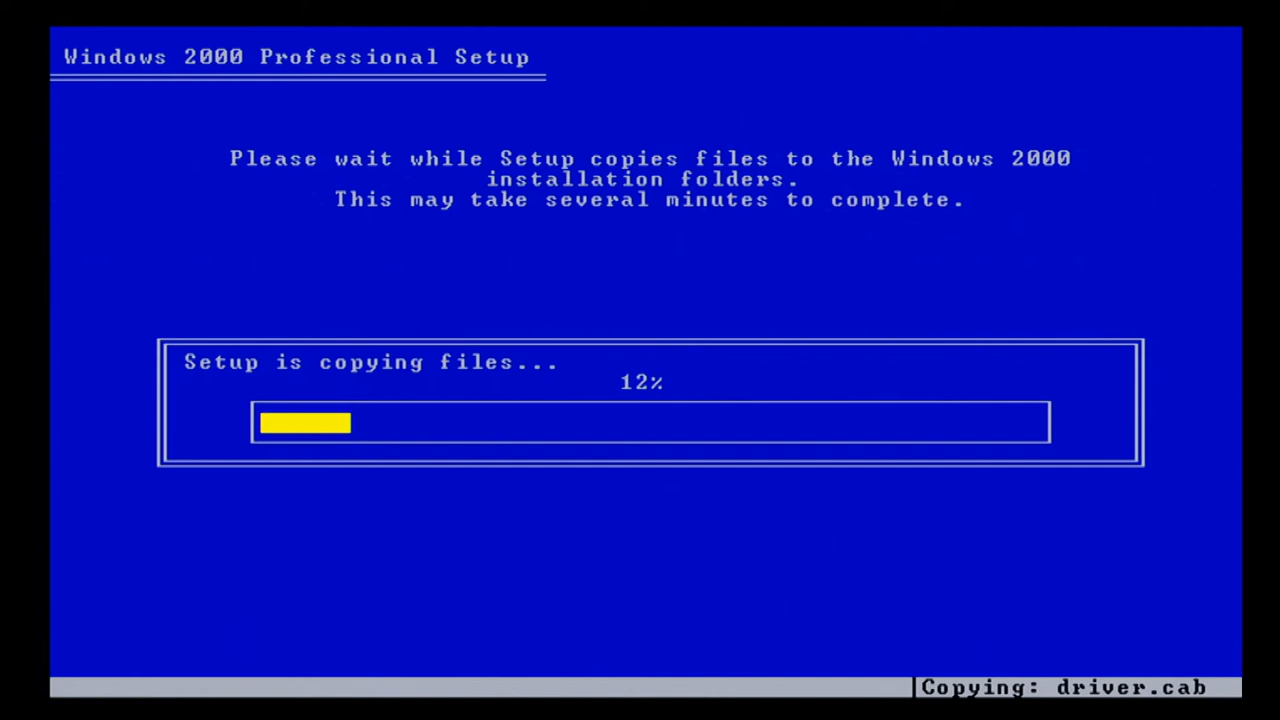 Windows 2000 Professional Setup
Please wait while Setup copies files to the Windows 2000
installation folders.
This may take several minutes to complete.
Setup is copying files...
12%
Copying: driver.cab